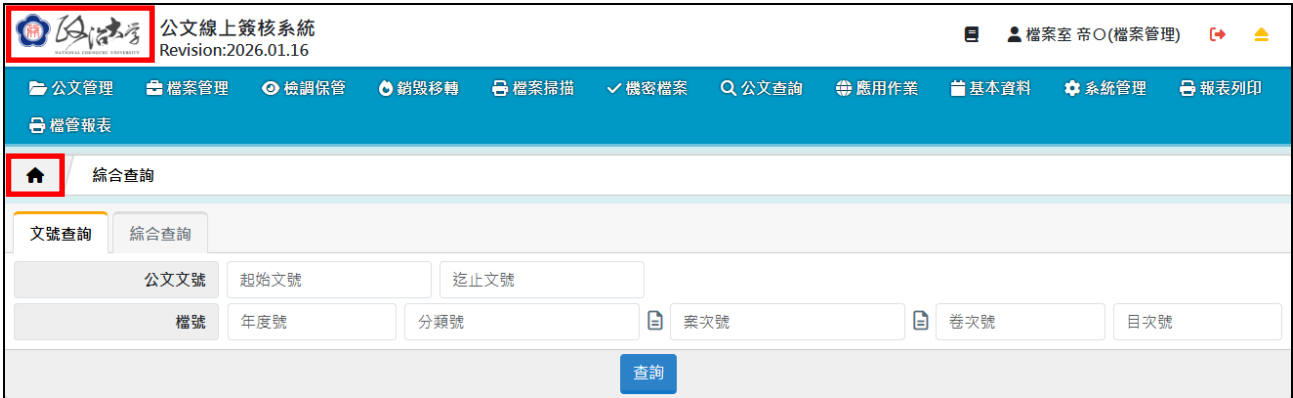 政治大學
NATIONAL CHENGCHI UNIVERSITY
公文線上簽核系統
Revision:2026.01.16
檔案室 帝○(檔案管理)
公文管理 檔案管理 檢調保管 銷毀移轉 檔案掃描 機密檔案 公文查詢 應用作業 基本資料 系統管理 報表列印
檔管報表
綜合查詢
文號查詢 綜合查詢
公文文號 起始文號 迄止文號
檔號 年度號 分類號 案次號 卷次號 目次號
查詢